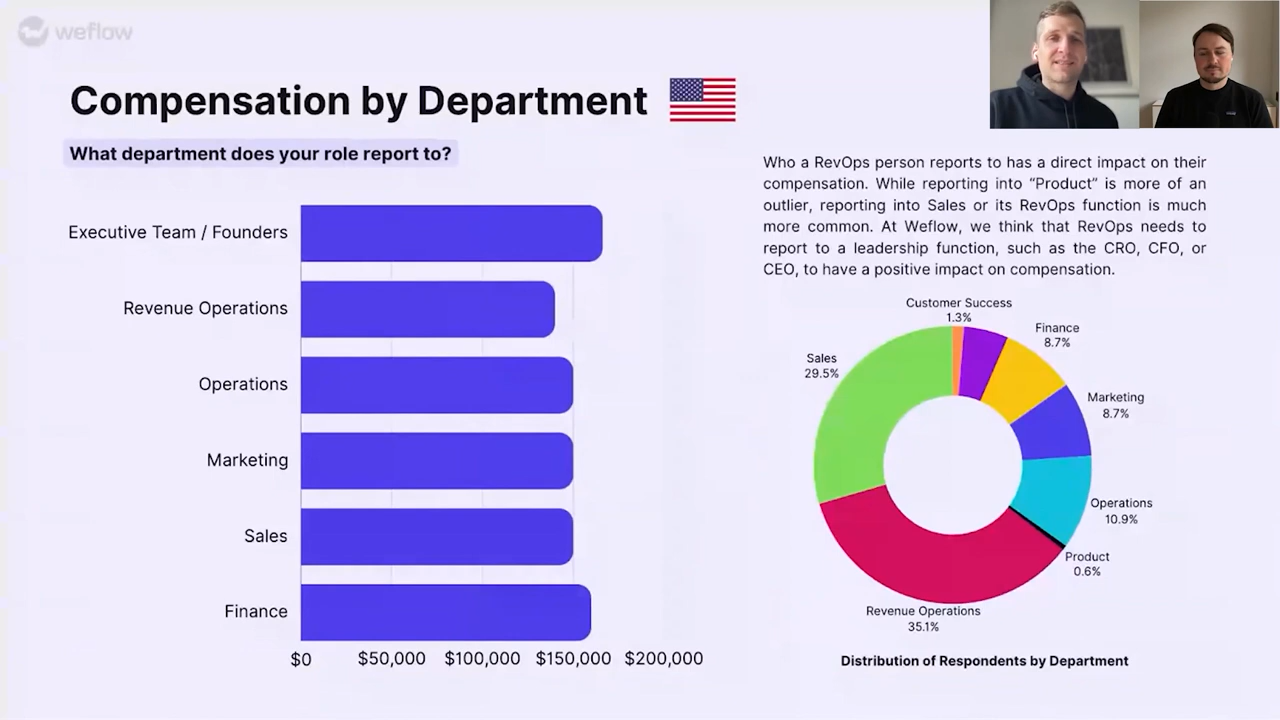 weflow
Compensation by Department
What department does your role report to?
Executive Team / Founders
Revenue Operations
Operations
Marketing
Sales
Finance
$0
$50,000
$100,000
$150,000
$200,000
Who a RevOps person reports to has a direct impact on their
compensation. While reporting into “Product” is more of an
outlier, reporting into Sales or its RevOps function is much
more common. At Weflow, we think that RevOps needs to
report to a leadership function, such as the CRO, CFO, or
CEO, to have a positive impact on compensation.
Customer Success
1.3%
Finance
8.7%
Sales
29.5%
Marketing
8.7%
Operations
10.9%
Product
0.6%
Revenue Operations
35.1%
Distribution of Respondents by Department